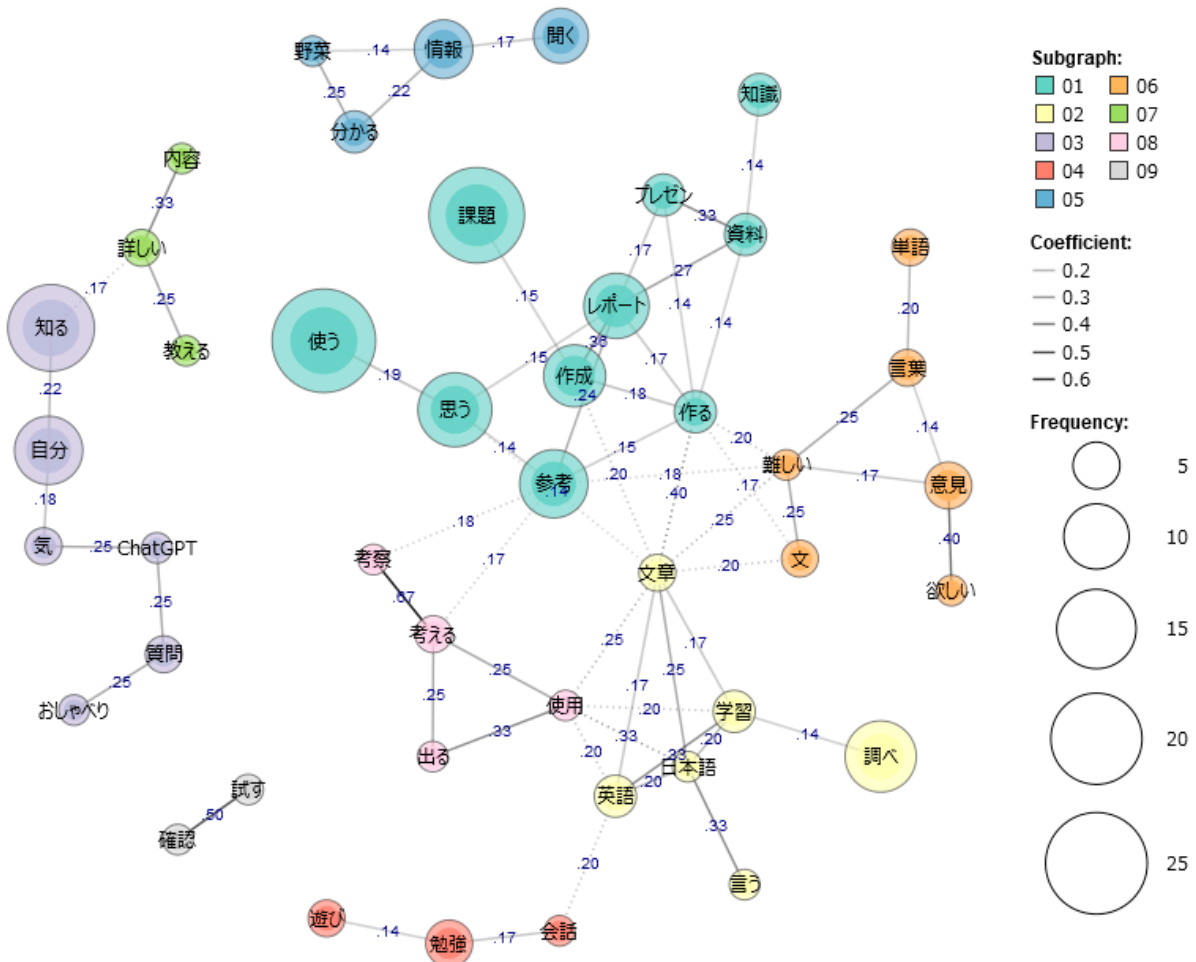 野菜
.14
情報
.17
聞く
.25
.22
分かる
知識
.14
内容
.33
詳しい
.17
.25
教える
知る
.22
自分
.18
気
.25
ChatGPT
.25
質問
.25
おしゃべり
課題
.15
プレゼン
.33
資料
.17
.27
.14
.14
レポート
使う
.19
.15
.36
.17
作成
.18
思う
.24
作る
.14
.15
参考
.14
.20
.18
.20
.40
.17
単語
.20
言葉
.25
.14
難しい
.17
意見
.25
.25
.40
文
欲しい
.20
文章
.18
.17
考察
.67
考える
.25
.25
.25
使用
.33
出る
.17
.25
.17
.20
学習
.14
調べ
.33
.20
.33
日本語
.20
.20
英語
.33
言う
.20
試す
.50
確認
遊び
.14
勉強
.17
会話
Subgraph:
01
06
02
07
03
08
04
09
05
Coefficient:
0.2
0.3
0.4
0.5
0.6
Frequency:
5
10
15
20
25